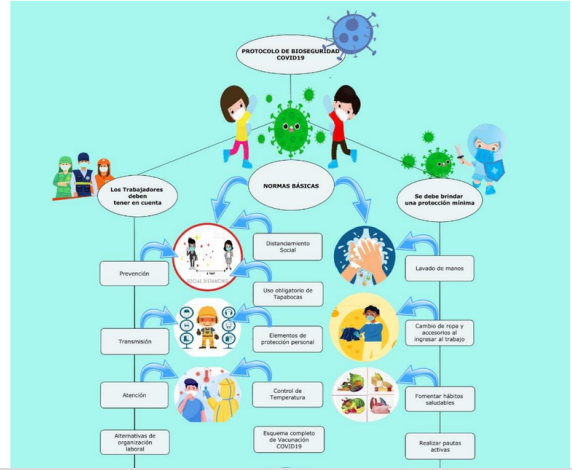 PROTOCOLO DE BIOSEGURIDAD
COVID19
Los Trabajadores
deben
tener en cuenta
NORMAS BÁSICAS
Se debe brindar
una protección mínima
Prevención
Transmisión
Atención
Alternativas de
organización
laboral
SOCIAL DISTANCING
Distanciamiento
Social
Uso obligatorio de
Tapabocas
Elementos de
protección personal
Control de
Temperatura
Esquema completo
de Vacunación
COVID19
Lavado de manos
Cambio de ropa y
accesorios al
ingresar al trabajo
Fomentar hábitos
saludables
Realizar pautas
activas